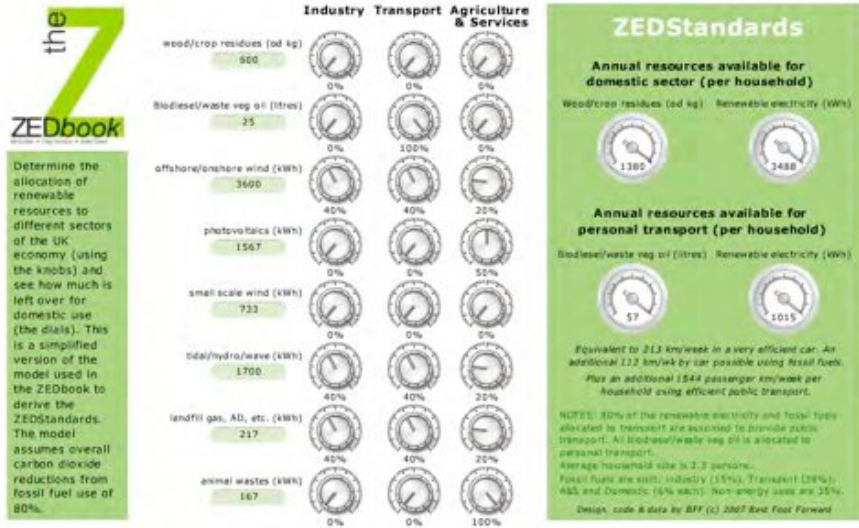 the
Z
ZEDbook
Determine the
allocation of
renewable
resources to
different sectors
of the UK
economy (using
the knobs) and
see how much is
left over for
domestic use
(the dials). This
is a simplified
version of the
model used in
the ZEDbook to
derive the
ZEDStandards.
The model
assumes overall
carbon dioxide
reductions from
fossil fuel use of
80%.
Industry Transport Agriculture
& Services
wood/crop residues (od kg)
600
0% 0% 0%
Biodiesel/waste veg oil (litres)
25
0% 100% 0%
offshore/onshore wind (kWh)
3600
40% 40% 20%
photovoltaics (kWh)
1567
0% 0% 50%
small scale wind (kWh)
733
0% 0% 0%
tidal/hydro/wave (kWh)
1700
40% 40% 20%
landfill gas, AD, etc. (kWh)
217
40% 40% 20%
animal wastes (kWh)
167
0% 0% 100%
ZEDStandards
Annual resources available for
domestic sector (per household)
Wood/crop residues (od kg) Renewable electricity (kWh)
1380 3488
Annual resources available for
personal transport (per household)
Biodiesel/waste veg oil (litres) Renewable electricity (kWh)
57 1015
Equivalent to 213 km/week in a very efficient car. An
additional 112 km/wk by car possible using fossil fuels.
Plus an additional 1844 passenger km/week per
household using efficient public transport.
NOTES: 80% of the renewable electricity and fossil fuels
allocated to transport are assumed to provide public
transport. All biodiesel/waste veg oil is allocated to
personal transport.
Average household size is 2.3 persons.
Fossil fuels are split: Industry (15%), Transport (38%),
A&S and Domestic (6% each). Non-energy uses are 35%.
Design, code & data by BFF (c) 2007 Best Foot Forward